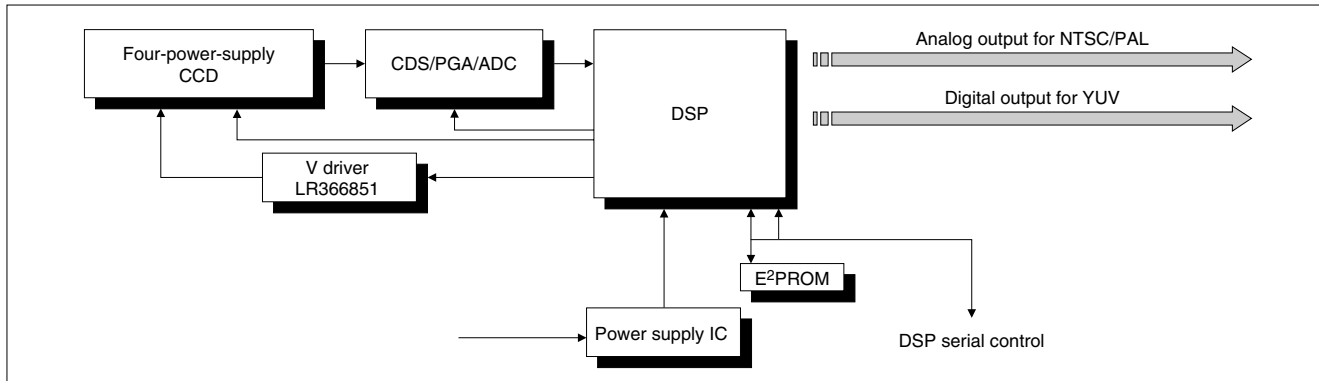 Four-power-supply
CCD
CDS/PGA/ADC
DSP
Analog output for NTSC/PAL
Digital output for YUV
V driver
LR366851
E²PROM
Power supply IC
DSP serial control